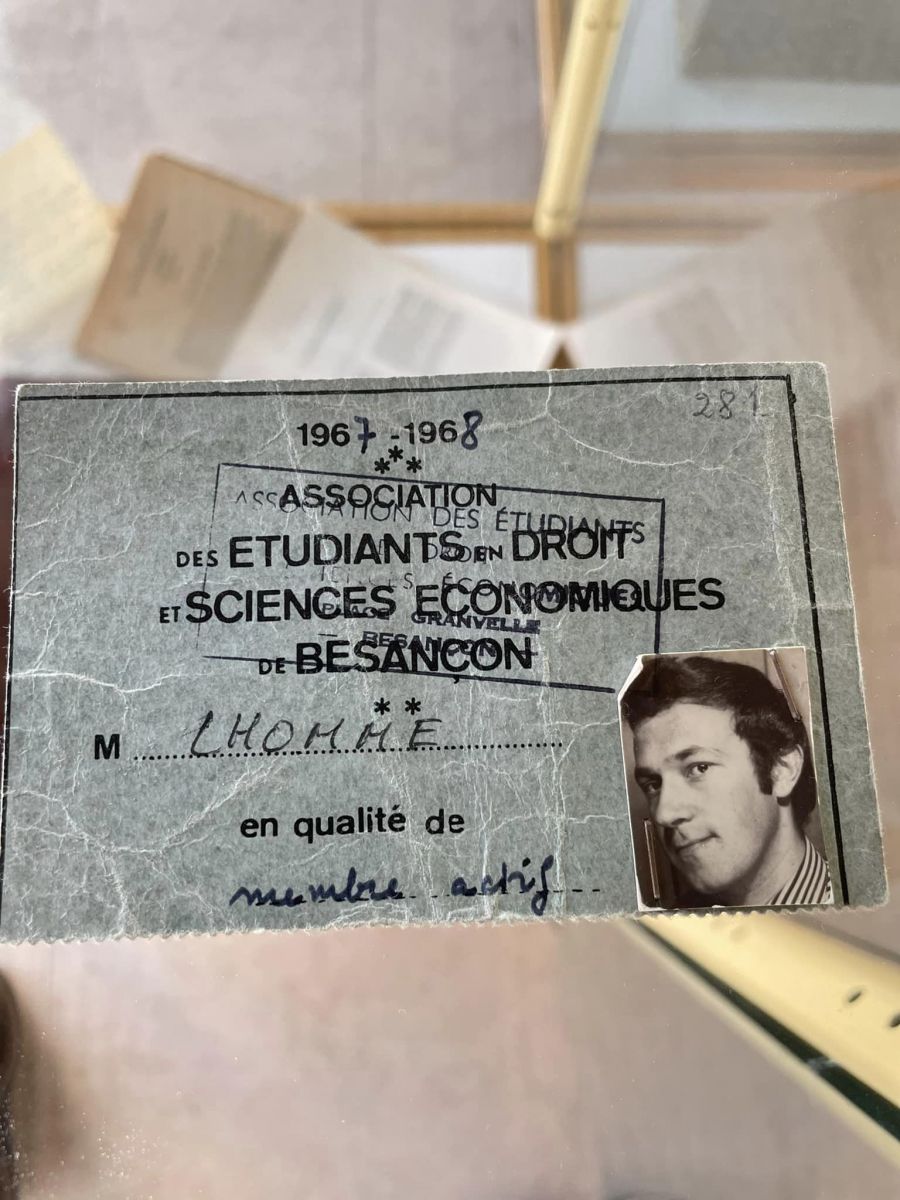 281
1967-1968
***
ASSOCIATION
ASSOCIATION DES ÉTUDIANTS
DES ETUDIANTS EN DROIT
ET SCIENCES ECONOMIQUES
PLACE GRANVELLE
BESANÇON
DE BESANÇON
**
M LHOMME
en qualité de
membre actif